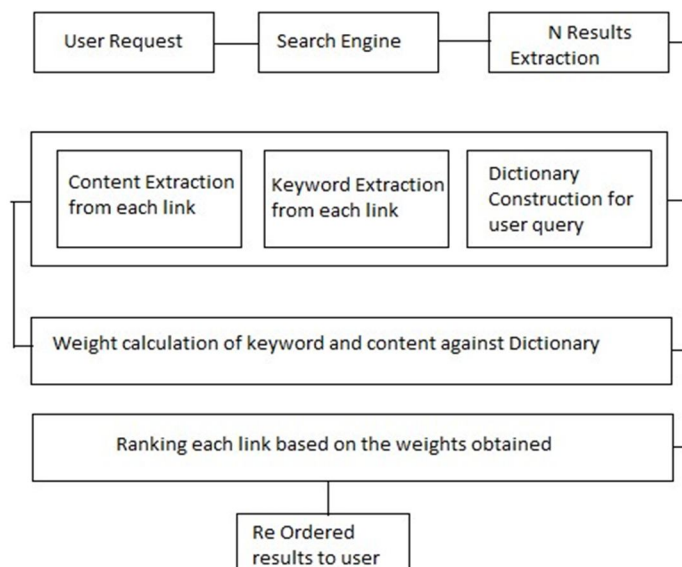 User Request
Search Engine
N Results
Extraction
Content Extraction
from each link
Keyword Extraction
from each link
Dictionary
Construction for
user query
Weight calculation of keyword and content against Dictionary
Ranking each link based on the weights obtained
Re Ordered
results to user